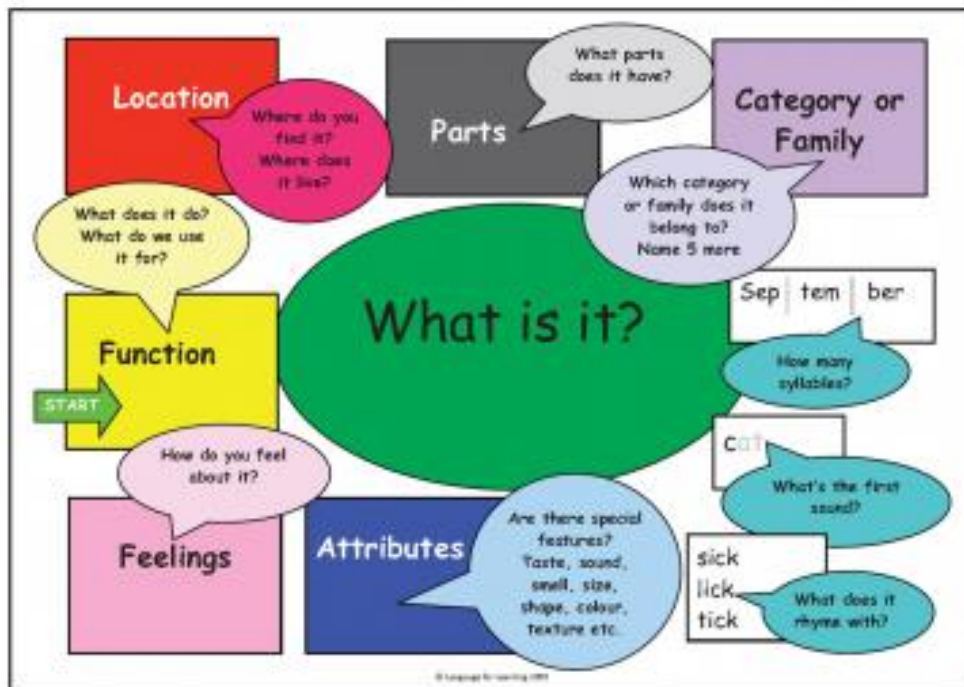 Location
Where do you
find it?
Where does
it live?
Parts
What parts
does it have?
Category or
Family
Which category
or family does it
belong to?
Name 5 more
What does it do?
What do we use
it for?
Function
START
What is it?
Sep tem ber
How many
syllables?
cat
What's the first
sound?
sick
lick
tick
What does it
rhyme with?
How do you feel
about it?
Feelings
Attributes
Are there special
features?
Taste, sound,
smell, size,
shape, colour,
texture etc.
© Language for Learning